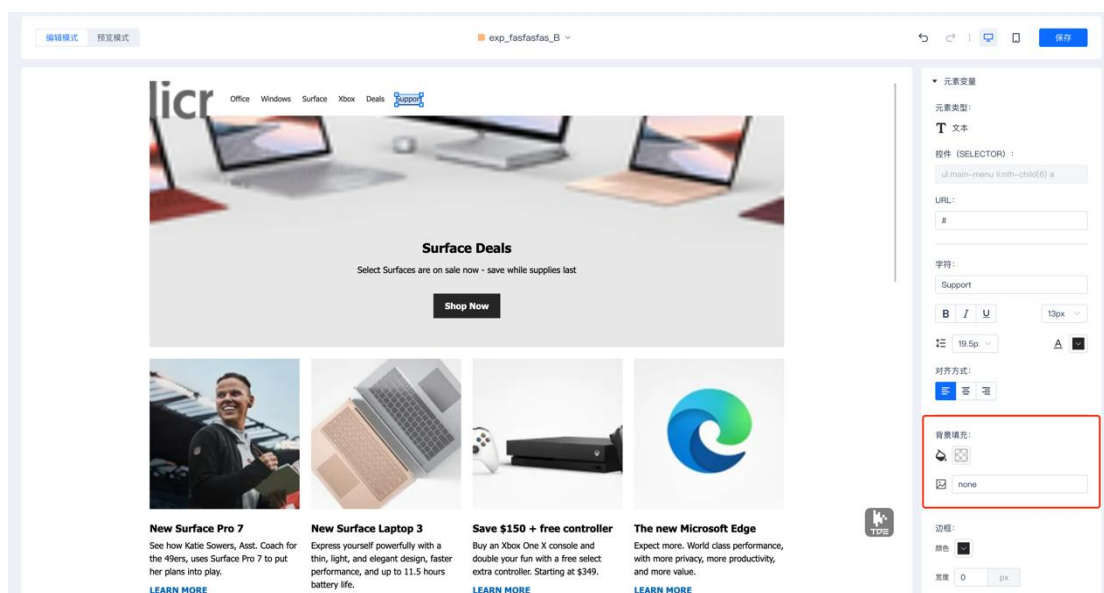 编辑模式 预览模式
exp_fasfasfas_B
保存
licr
Office Windows Surface Xbox Deals Support
Surface Deals
Select Surfaces are on sale now - save while supplies last
Shop Now
New Surface Pro 7
See how Katie Sowers, Asst. Coach for
the 49ers, uses Surface Pro 7 to put
her plans into play.
LEARN MORE
New Surface Laptop 3
Express yourself powerfully with a
thin, light, and elegant design, faster
performance, and up to 11.5 hours
battery life.
Save $150 + free controller
Buy an Xbox One X console and
double your fun with a free select
extra controller. Starting at $349.
LEARN MORE
The new Microsoft Edge
Expect more. World class performance,
with more privacy, more productivity,
and more value.
LEARN MORE
元素变量
元素类型:
T 文本
控件 (SELECTOR) :
ul.main-menu li:nth-child(6) a
URL:
#
字符:
Support
B I U 13px
19.5p: A
对齐方式:
背景填充:
none
边框:
颜色
宽度 0 px